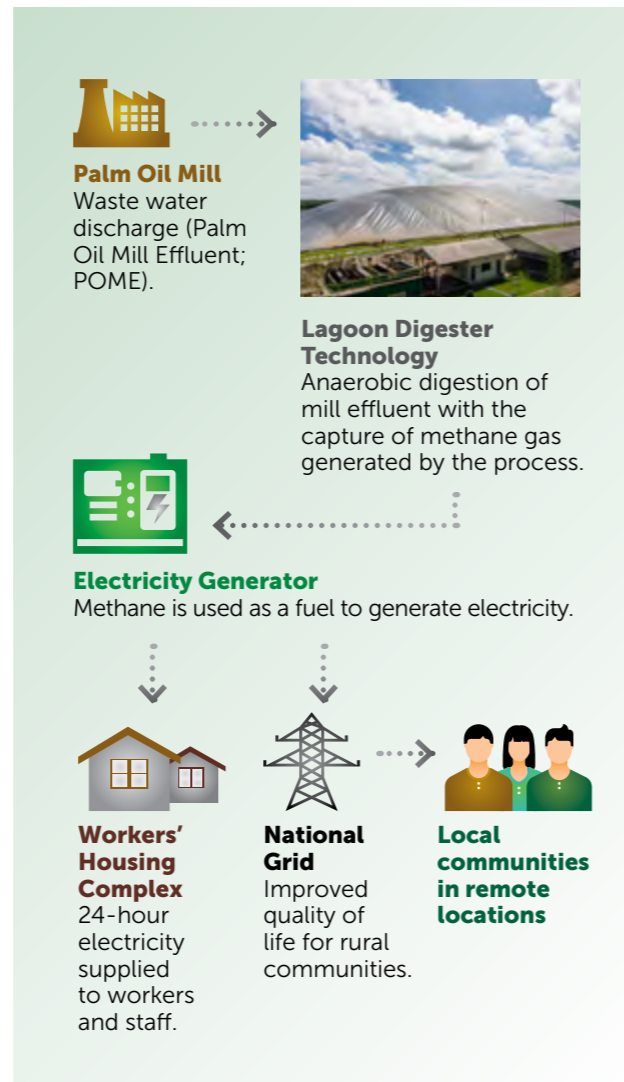 Palm Oil Mill
Waste water
discharge (Palm
Oil Mill Effluent;
POME).
Lagoon Digester
Technology
Anaerobic digestion of
mill effluent with the
capture of methane gas
generated by the process.
Electricity Generator
Methane is used as a fuel to generate electricity.
Workers’
Housing
Complex
24-hour
electricity
supplied
to workers
and staff.
National
Grid
Improved
quality of
life for rural
communities.
Local
communities
in remote
locations